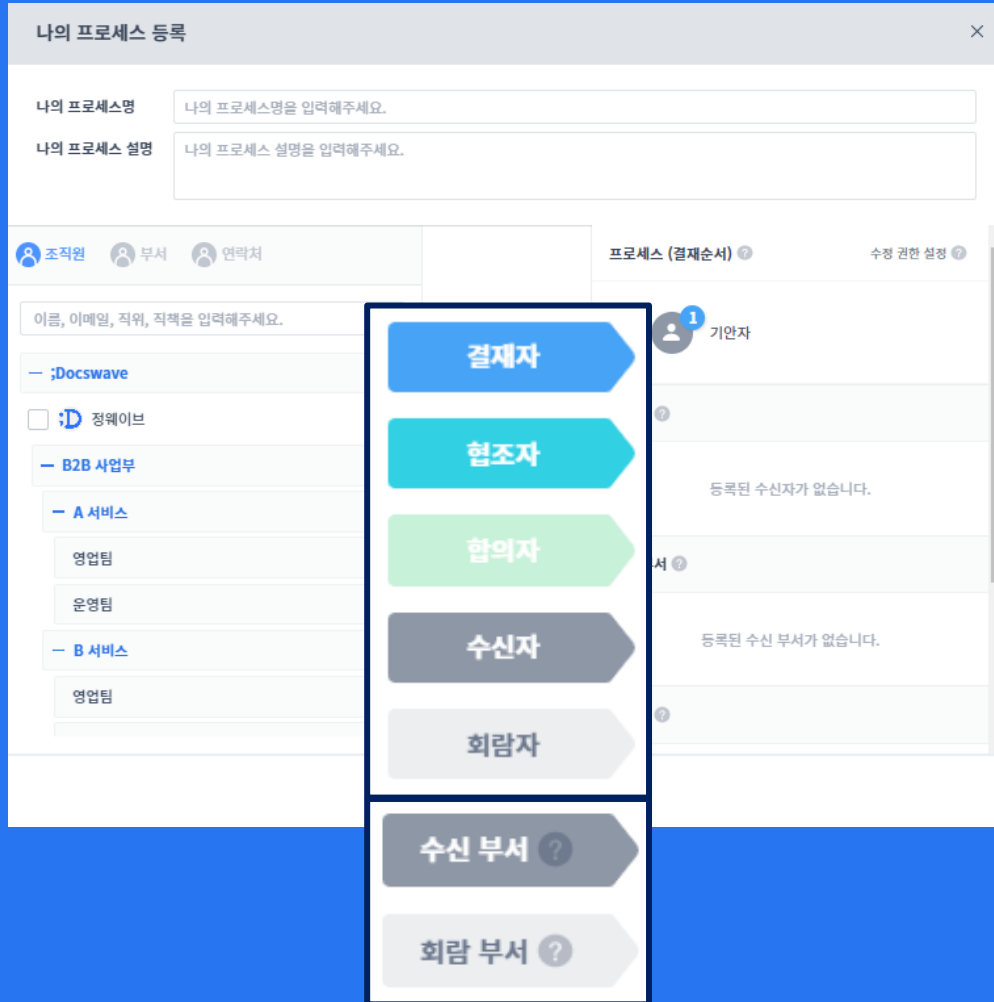 나의 프로세스 등록
나의 프로세스명
나의 프로세스명을 입력해주세요.
나의 프로세스 설명
나의 프로세스 설명을 입력해주세요.
조직원 부서 연락처
이름, 이메일, 직위, 직책을 입력해주세요.
;Docswave
;D 정웨이브
B2B 사업부
A 서비스
영업팀
운영팀
B 서비스
영업팀
결재자
협조자
합의자
수신자
회람자
수신 부서 ?
회람 부서 ?
프로세스 (결재순서) ? 수정 권한 설정 ?
1
기안자
?
등록된 수신자가 없습니다.
서 ?
등록된 수신 부서가 없습니다.
?